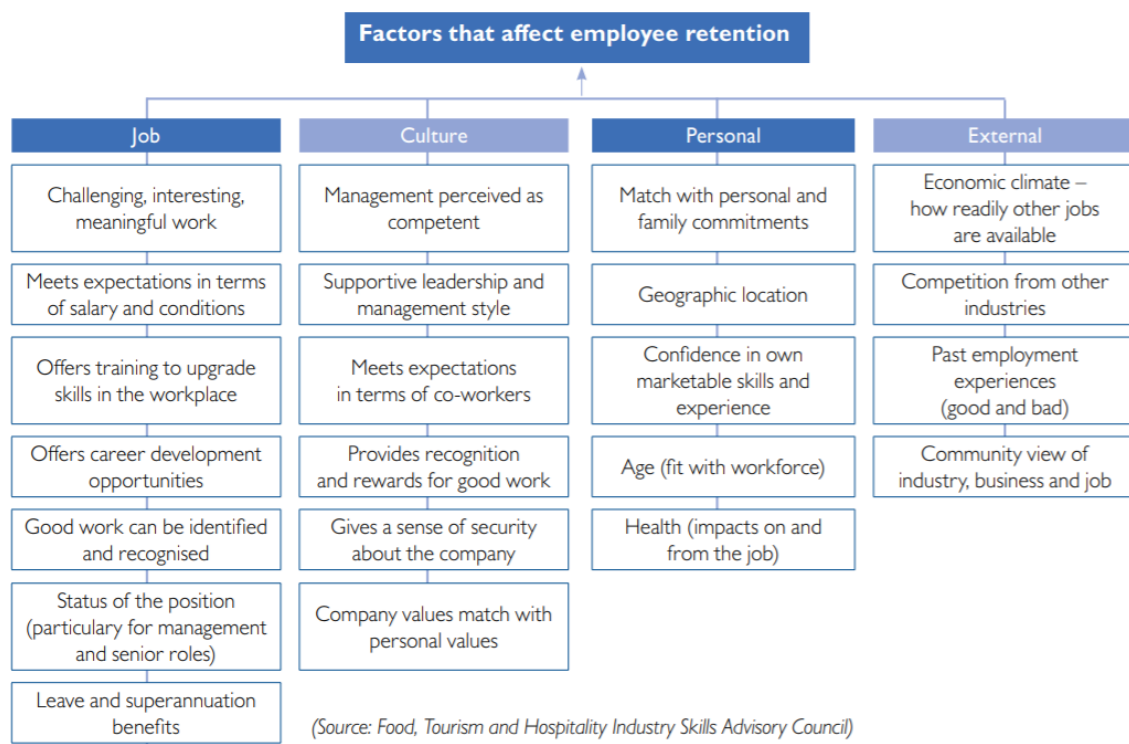 Factors that affect employee retention
Job
Challenging, interesting,
meaningful work
Meets expectations in terms
of salary and conditions
Offers training to upgrade
skills in the workplace
Offers career development
opportunities
Good work can be identified
and recognised
Status of the position
(particulary for management
and senior roles)
Leave and superannuation
benefits
Culture
Management perceived as
competent
Supportive leadership and
management style
Meets expectations
in terms of co-workers
Provides recognition
and rewards for good work
Gives a sense of security
about the company
Company values match with
personal values
Personal
Match with personal and
family commitments
Geographic location
Confidence in own
marketable skills and
experience
Age (fit with workforce)
Health (impacts on and
from the job)
External
Economic climate –
how readily other jobs
are available
Competition from other
industries
Past employment
experiences
(good and bad)
Community view of
industry, business and job
(Source: Food, Tourism and Hospitality Industry Skills Advisory Council)